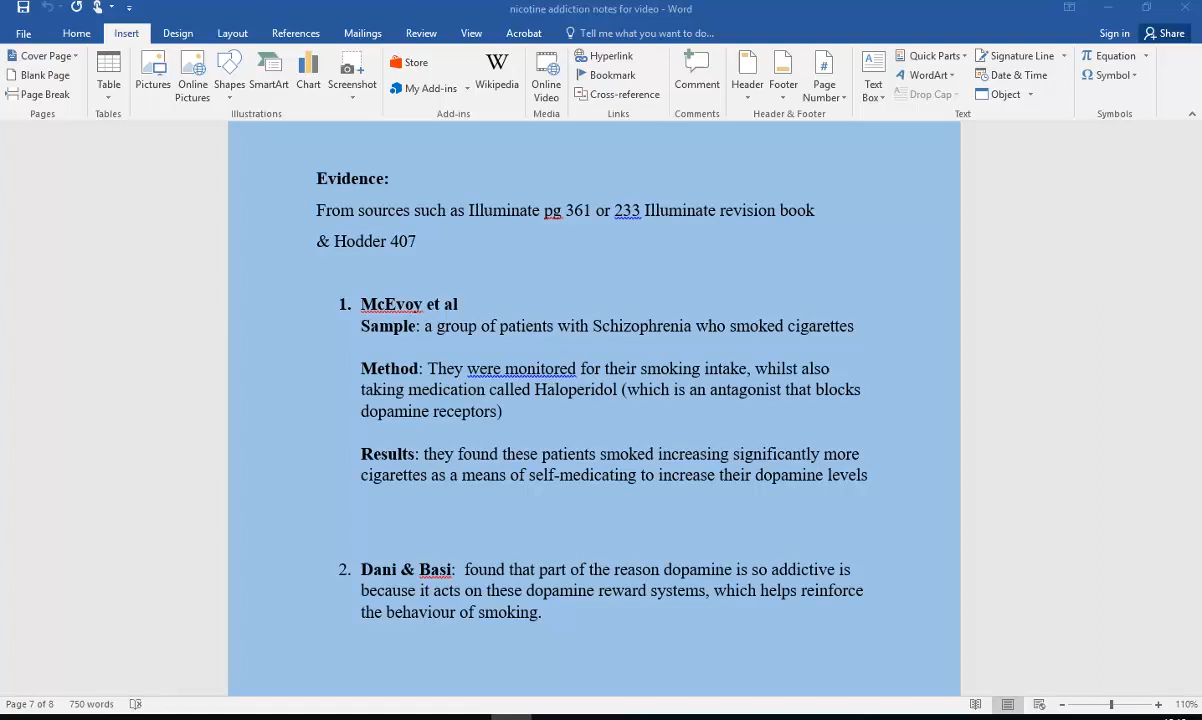 nicotine addiction notes for video - Word
File Home Insert Design Layout References Mailings Review View Acrobat Tell me what you want to do... Sign in Share
Cover Page
Blank Page
Page Break
Pages
Table
Tables
Pictures
Online Pictures
Shapes
SmartArt
Chart
Screenshot
Illustrations
Store
My Add-ins
W
Wikipedia
Add-ins
Online Video
Media
Hyperlink
Bookmark
Cross-reference
Links
Comment
Comments
Header
Footer
Page Number
Header & Footer
Text Box
Quick Parts
WordArt
Drop Cap
Signature Line
Date & Time
Object
Text
Equation
Symbol
Symbols
Evidence:
From sources such as Illuminate pg 361 or 233 Illuminate revision book
& Hodder 407
1. McEvoy et al
Sample: a group of patients with Schizophrenia who smoked cigarettes
Method: They were monitored for their smoking intake, whilst also
taking medication called Haloperidol (which is an antagonist that blocks
dopamine receptors)
Results: they found these patients smoked increasing significantly more
cigarettes as a means of self-medicating to increase their dopamine levels
2. Dani & Basi: found that part of the reason dopamine is so addictive is
because it acts on these dopamine reward systems, which helps reinforce
the behaviour of smoking.
Page 7 of 8 750 words 110%